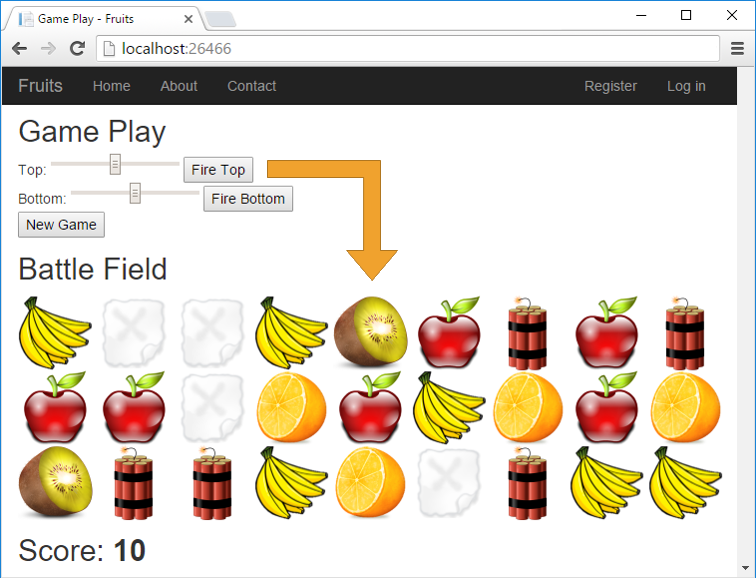 Game Play - Fruits
localhost:26466
Fruits Home About Contact Register Log in
Game Play
Top: Fire Top
Bottom: Fire Bottom
New Game
Battle Field
Score: 10